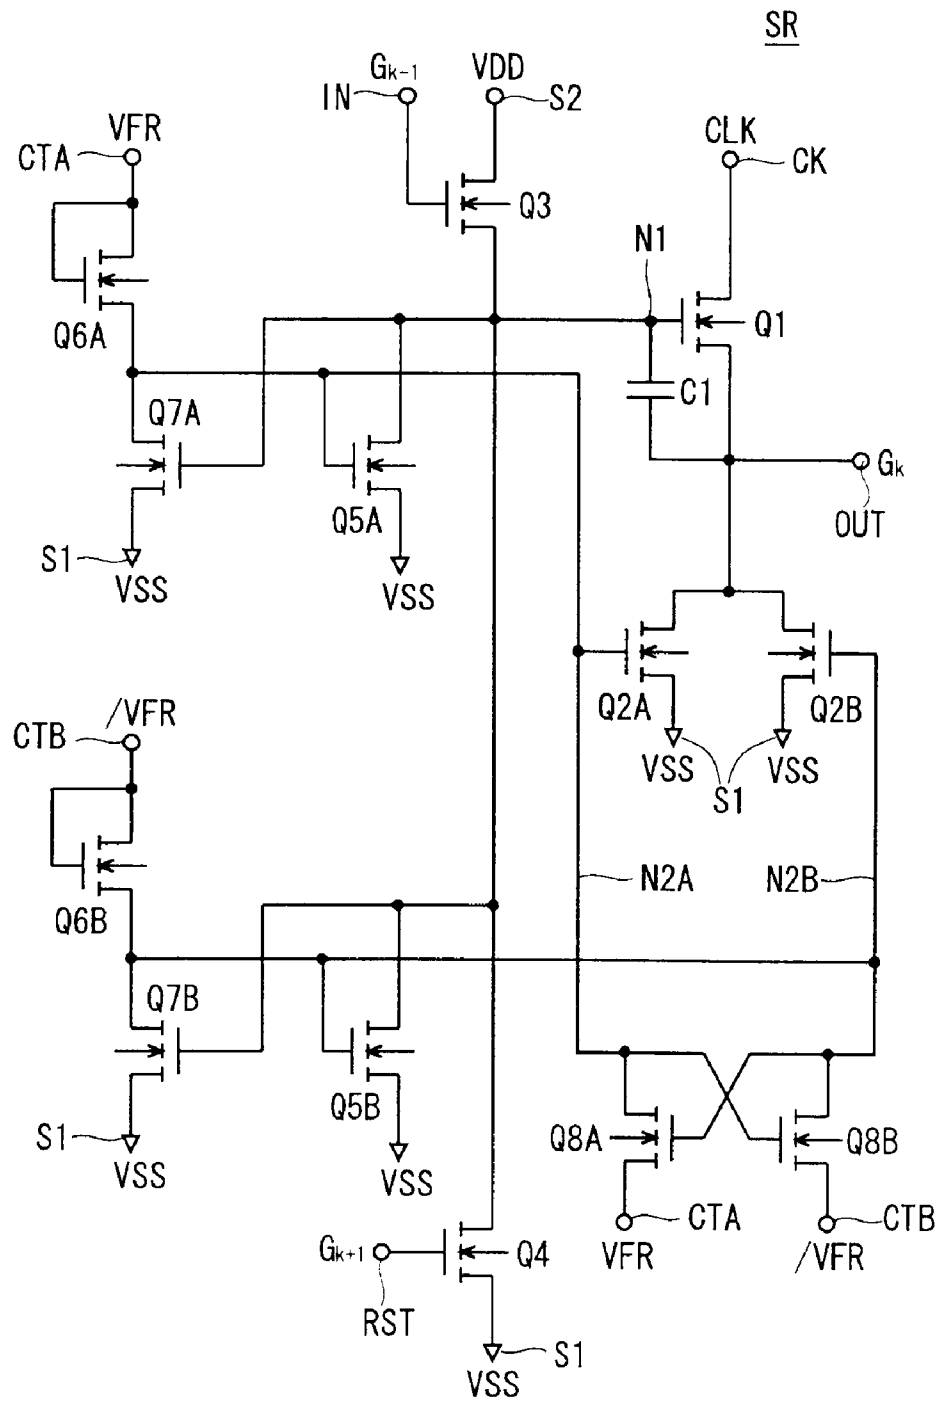 SR
Gk-1
VDD
IN
S2
VFR
CTA
CLK
CK
Q3
N1
Q6A
Q1
C1
Q7A
Gk
Q5A
OUT
S1
VSS
VSS
Q2A
Q2B
/VFR
CTB
VSS
VSS
S1
N2A
N2B
Q6B
Q7B
Q5B
Q8A
Q8B
S1
VSS
VSS
CTA
CTB
Gk+1
Q4
VFR
/VFR
RST
S1
VSS